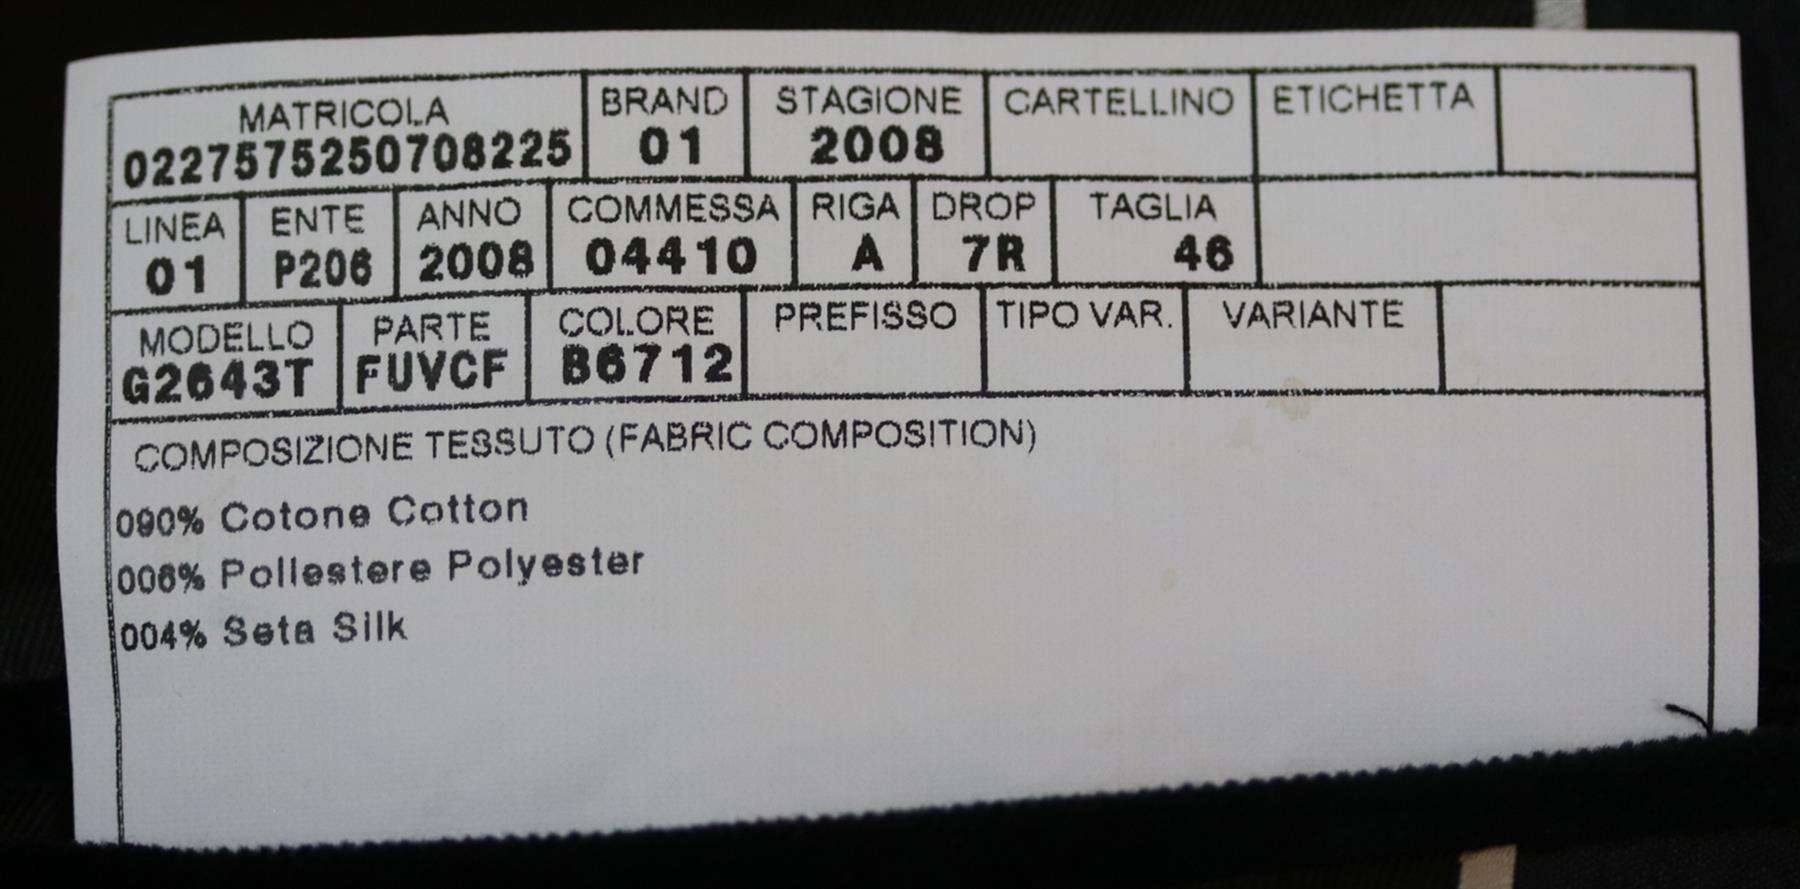 MATRICOLA BRAND STAGIONE CARTELLINO ETICHETTA
0227575250708225 01 2008
LINEA ENTE ANNO COMMESSA RIGA DROP TAGLIA
01 P206 2008 04410 A 7R 46
MODELLO PARTE COLORE PREFISSO TIPO VAR. VARIANTE
G2643T FUVCF B6712
COMPOSIZIONE TESSUTO (FABRIC COMPOSITION)
090% Cotone Cotton
006% Poliestere Polyester
004% Seta Silk